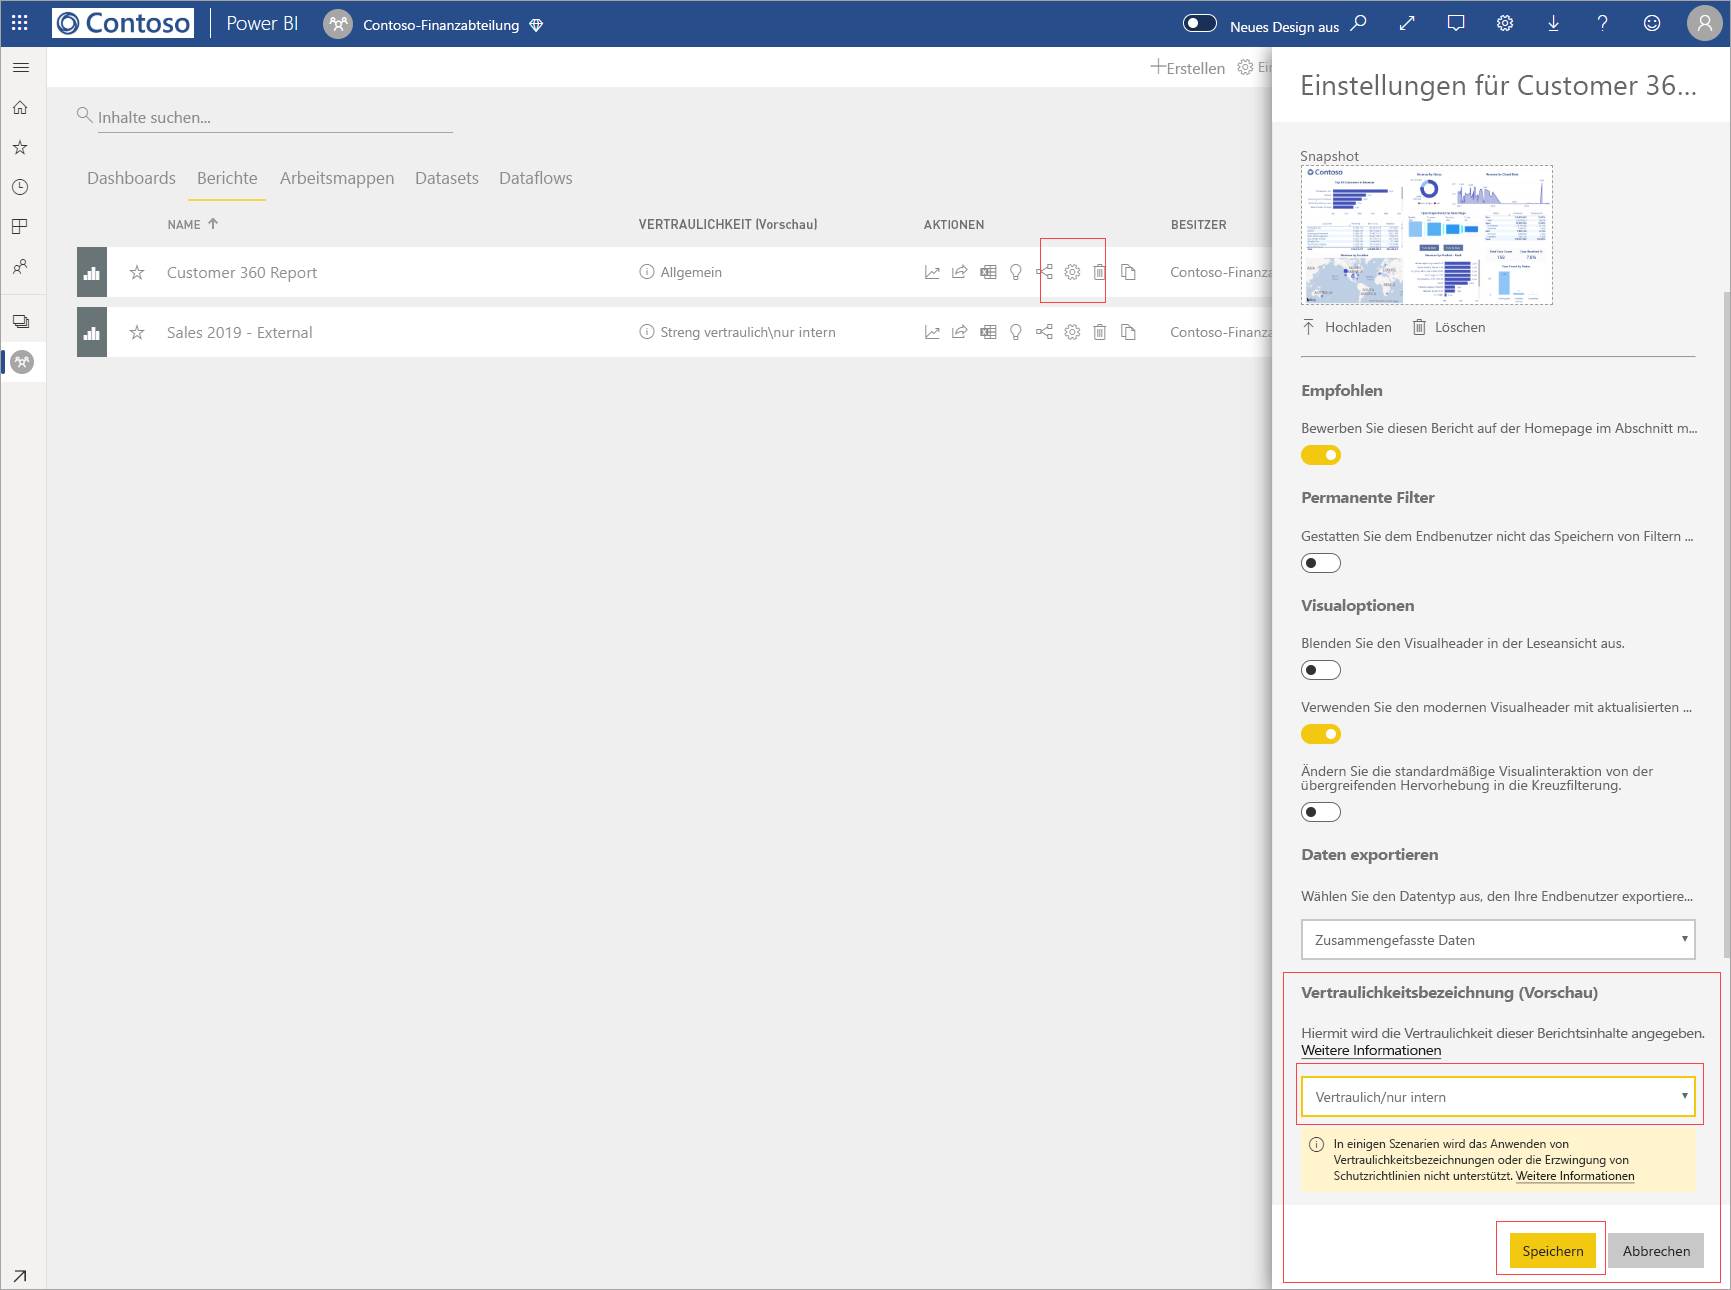 Contoso
Power BI
Contoso-Finanzabteilung
Neues Design aus
Erstellen
Inhalte suchen...
Dashboards
Berichte
Arbeitsmappen
Datasets
Dataflows
NAME
VERTRAULICHKEIT (Vorschau)
AKTIONEN
BESITZER
Customer 360 Report
Allgemein
Contoso-Finanza
Sales 2019 - External
Streng vertraulich\nur intern
Contoso-Finanza
Einstellungen für Customer 36...
Snapshot
Contoso
Hochladen
Löschen
Empfohlen
Bewerben Sie diesen Bericht auf der Homepage im Abschnitt m...
Permanente Filter
Gestatten Sie dem Endbenutzer nicht das Speichern von Filtern ...
Visualoptionen
Blenden Sie den Visualheader in der Leseansicht aus.
Verwenden Sie den modernen Visualheader mit aktualisierten ...
Ändern Sie die standardmäßige Visualinteraktion von der
übergreifenden Hervorhebung in die Kreuzfilterung.
Daten exportieren
Wählen Sie den Datentyp aus, den Ihre Endbenutzer exportiere...
Zusammengefasste Daten
Vertraulichkeitsbezeichnung (Vorschau)
Hiermit wird die Vertraulichkeit dieser Berichtsinhalte angegeben.
Weitere Informationen
Vertraulich/nur intern
In einigen Szenarien wird das Anwenden von
Vertraulichkeitsbezeichnungen oder die Erzwingung von
Schutzrichtlinien nicht unterstützt. Weitere Informationen
Speichern
Abbrechen